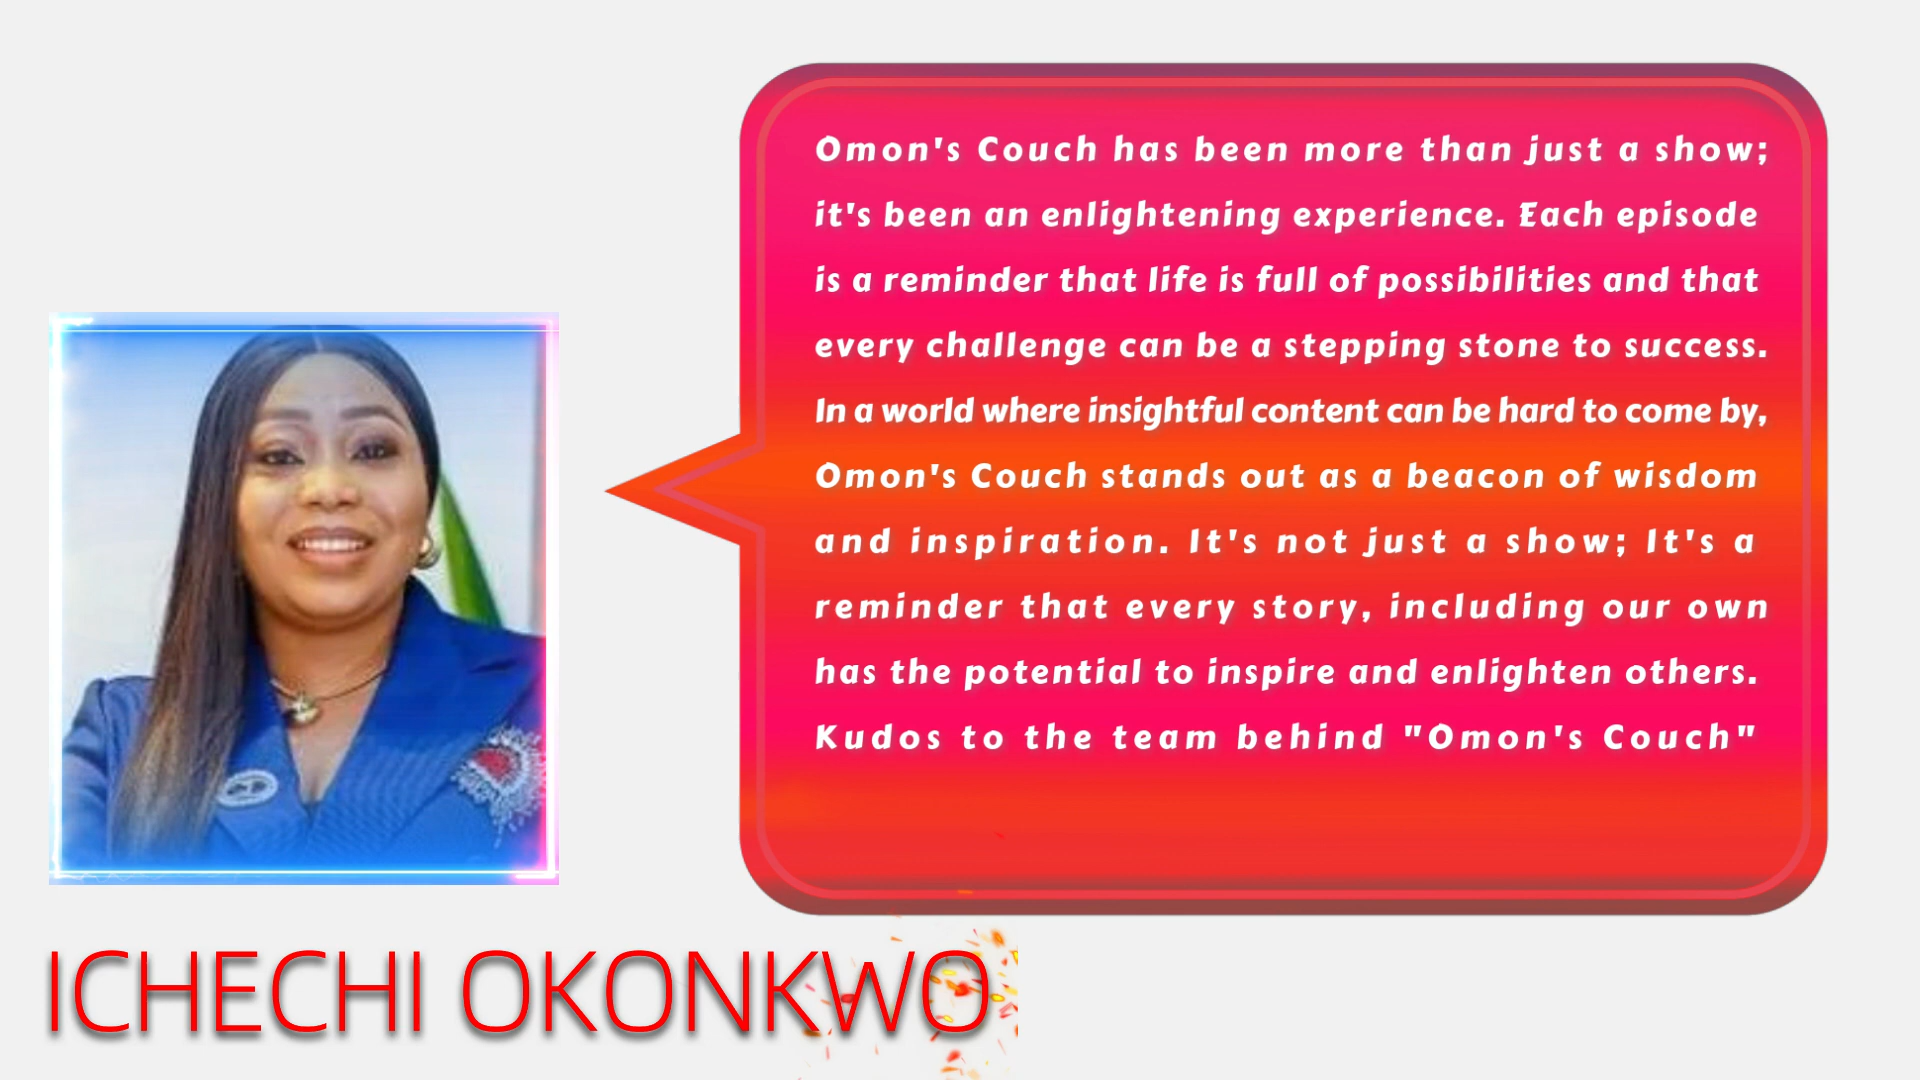 Omon's Couch has been more than just a show;
it's been an enlightening experience. Each episode
is a reminder that life is full of possibilities and that
every challenge can be a stepping stone to success.
In a world where insightful content can be hard to come by,
Omon's Couch stands out as a beacon of wisdom
and inspiration. It's not just a show; It's a
reminder that every story, including our own
has the potential to inspire and enlighten others.
Kudos to the team behind "Omon's Couch"
ICHECHI OKONKWO